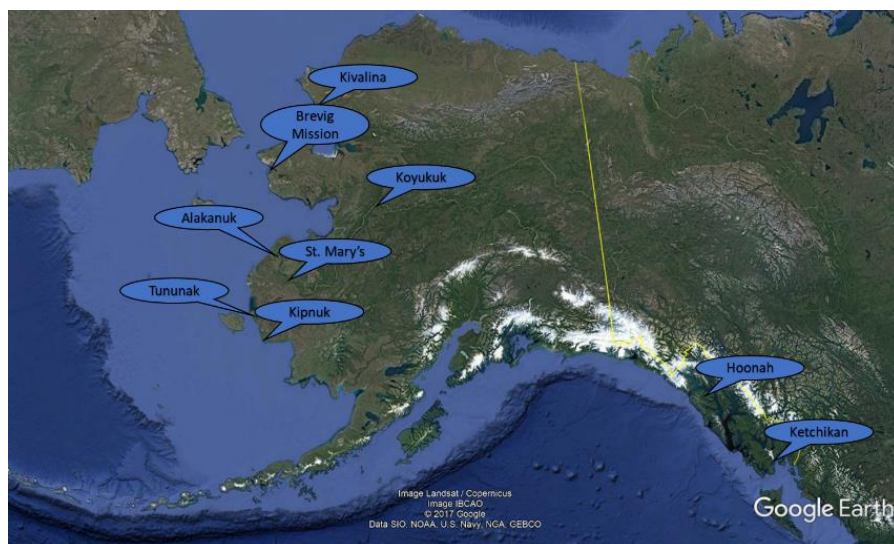 Kivalina
Brevig
Mission
Koyukuk
Alakanuk
St. Mary's
Tununak
Kipnuk
Hoonah
Ketchikan
Image Landsat / Copernicus
Image IBCAO
© 2017 Google
Data SIO, NOAA, U.S. Navy, NGA, GEBCO
Google Earth